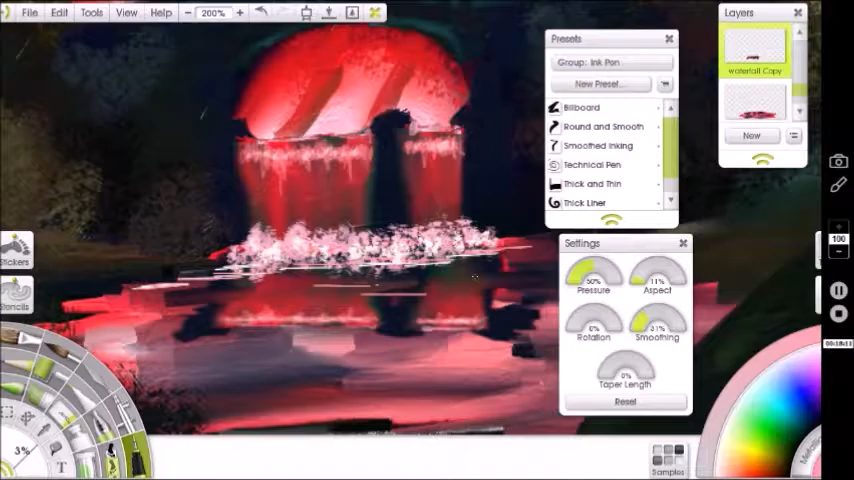 File Edit Tools View Help 200%
Layers
waterfall Copy
New
Presets
Group: Ink Pen
New Preset...
Billboard
Round and Smooth
Smoothed Inking
Technical Pen
Thick and Thin
Thick Liner
Settings
50%
Pressure
11%
Aspect
0%
Rotation
31%
Smoothing
0%
Taper Length
Reset
Stickers
Stencils
3%
T
Samples
100